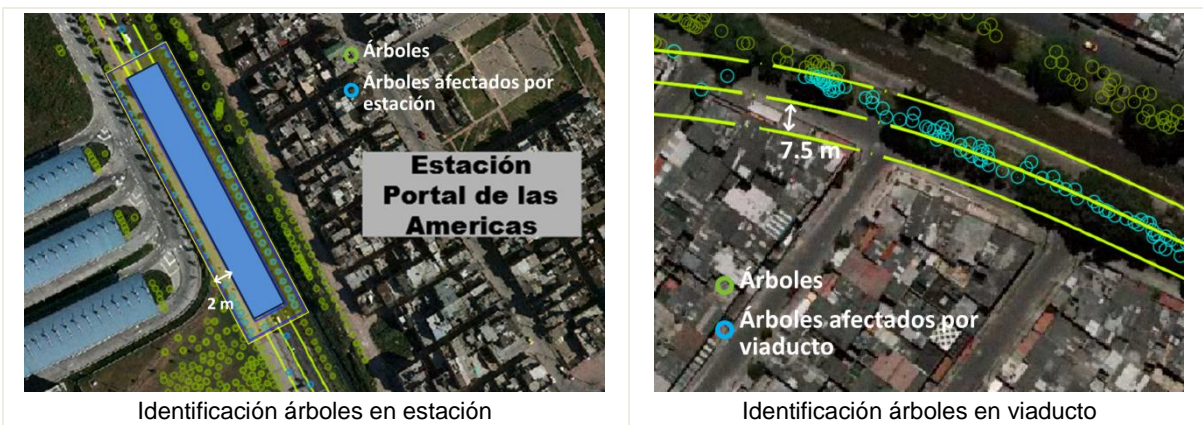 Árboles
Árboles afectados por
estación
Estación
Portal de las
Americas
2 m
Identificación árboles en estación
7.5 m
Árboles
Árboles afectados por
viaducto
Identificación árboles en viaducto